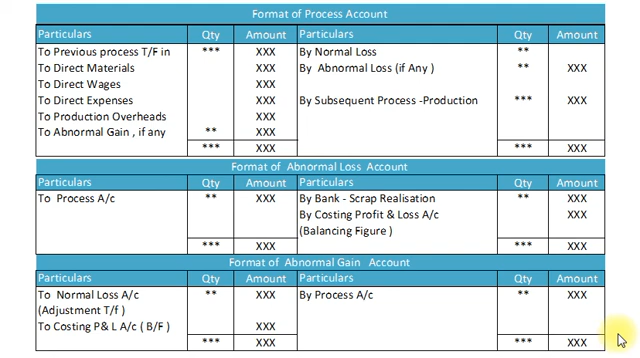 Format of Process Account
Particulars Qty Amount Particulars Qty Amount
To Previous process T/F in *** XXX By Normal Loss **
To Direct Materials XXX By Abnormal Loss (if Any ) ** XXX
To Direct Wages XXX
To Direct Expenses XXX By Subsequent Process -Production *** XXX
To Production Overheads XXX
To Abnormal Gain , if any ** XXX
*** XXX *** XXX
Format of Abnormal Loss Account
Particulars Qty Amount Particulars Qty Amount
To Process A/c ** XXX By Bank - Scrap Realisation ** XXX
By Costing Profit & Loss A/c XXX
(Balancing Figure )
*** XXX *** XXX
Format of Abnormal Gain Account
Particulars Qty Amount Particulars Qty Amount
To Normal Loss A/c ** XXX By Process A/c ** XXX
(Adjustment T/f )
To Costing P& L A/c ( B/F ) XXX
*** XXX *** XXX